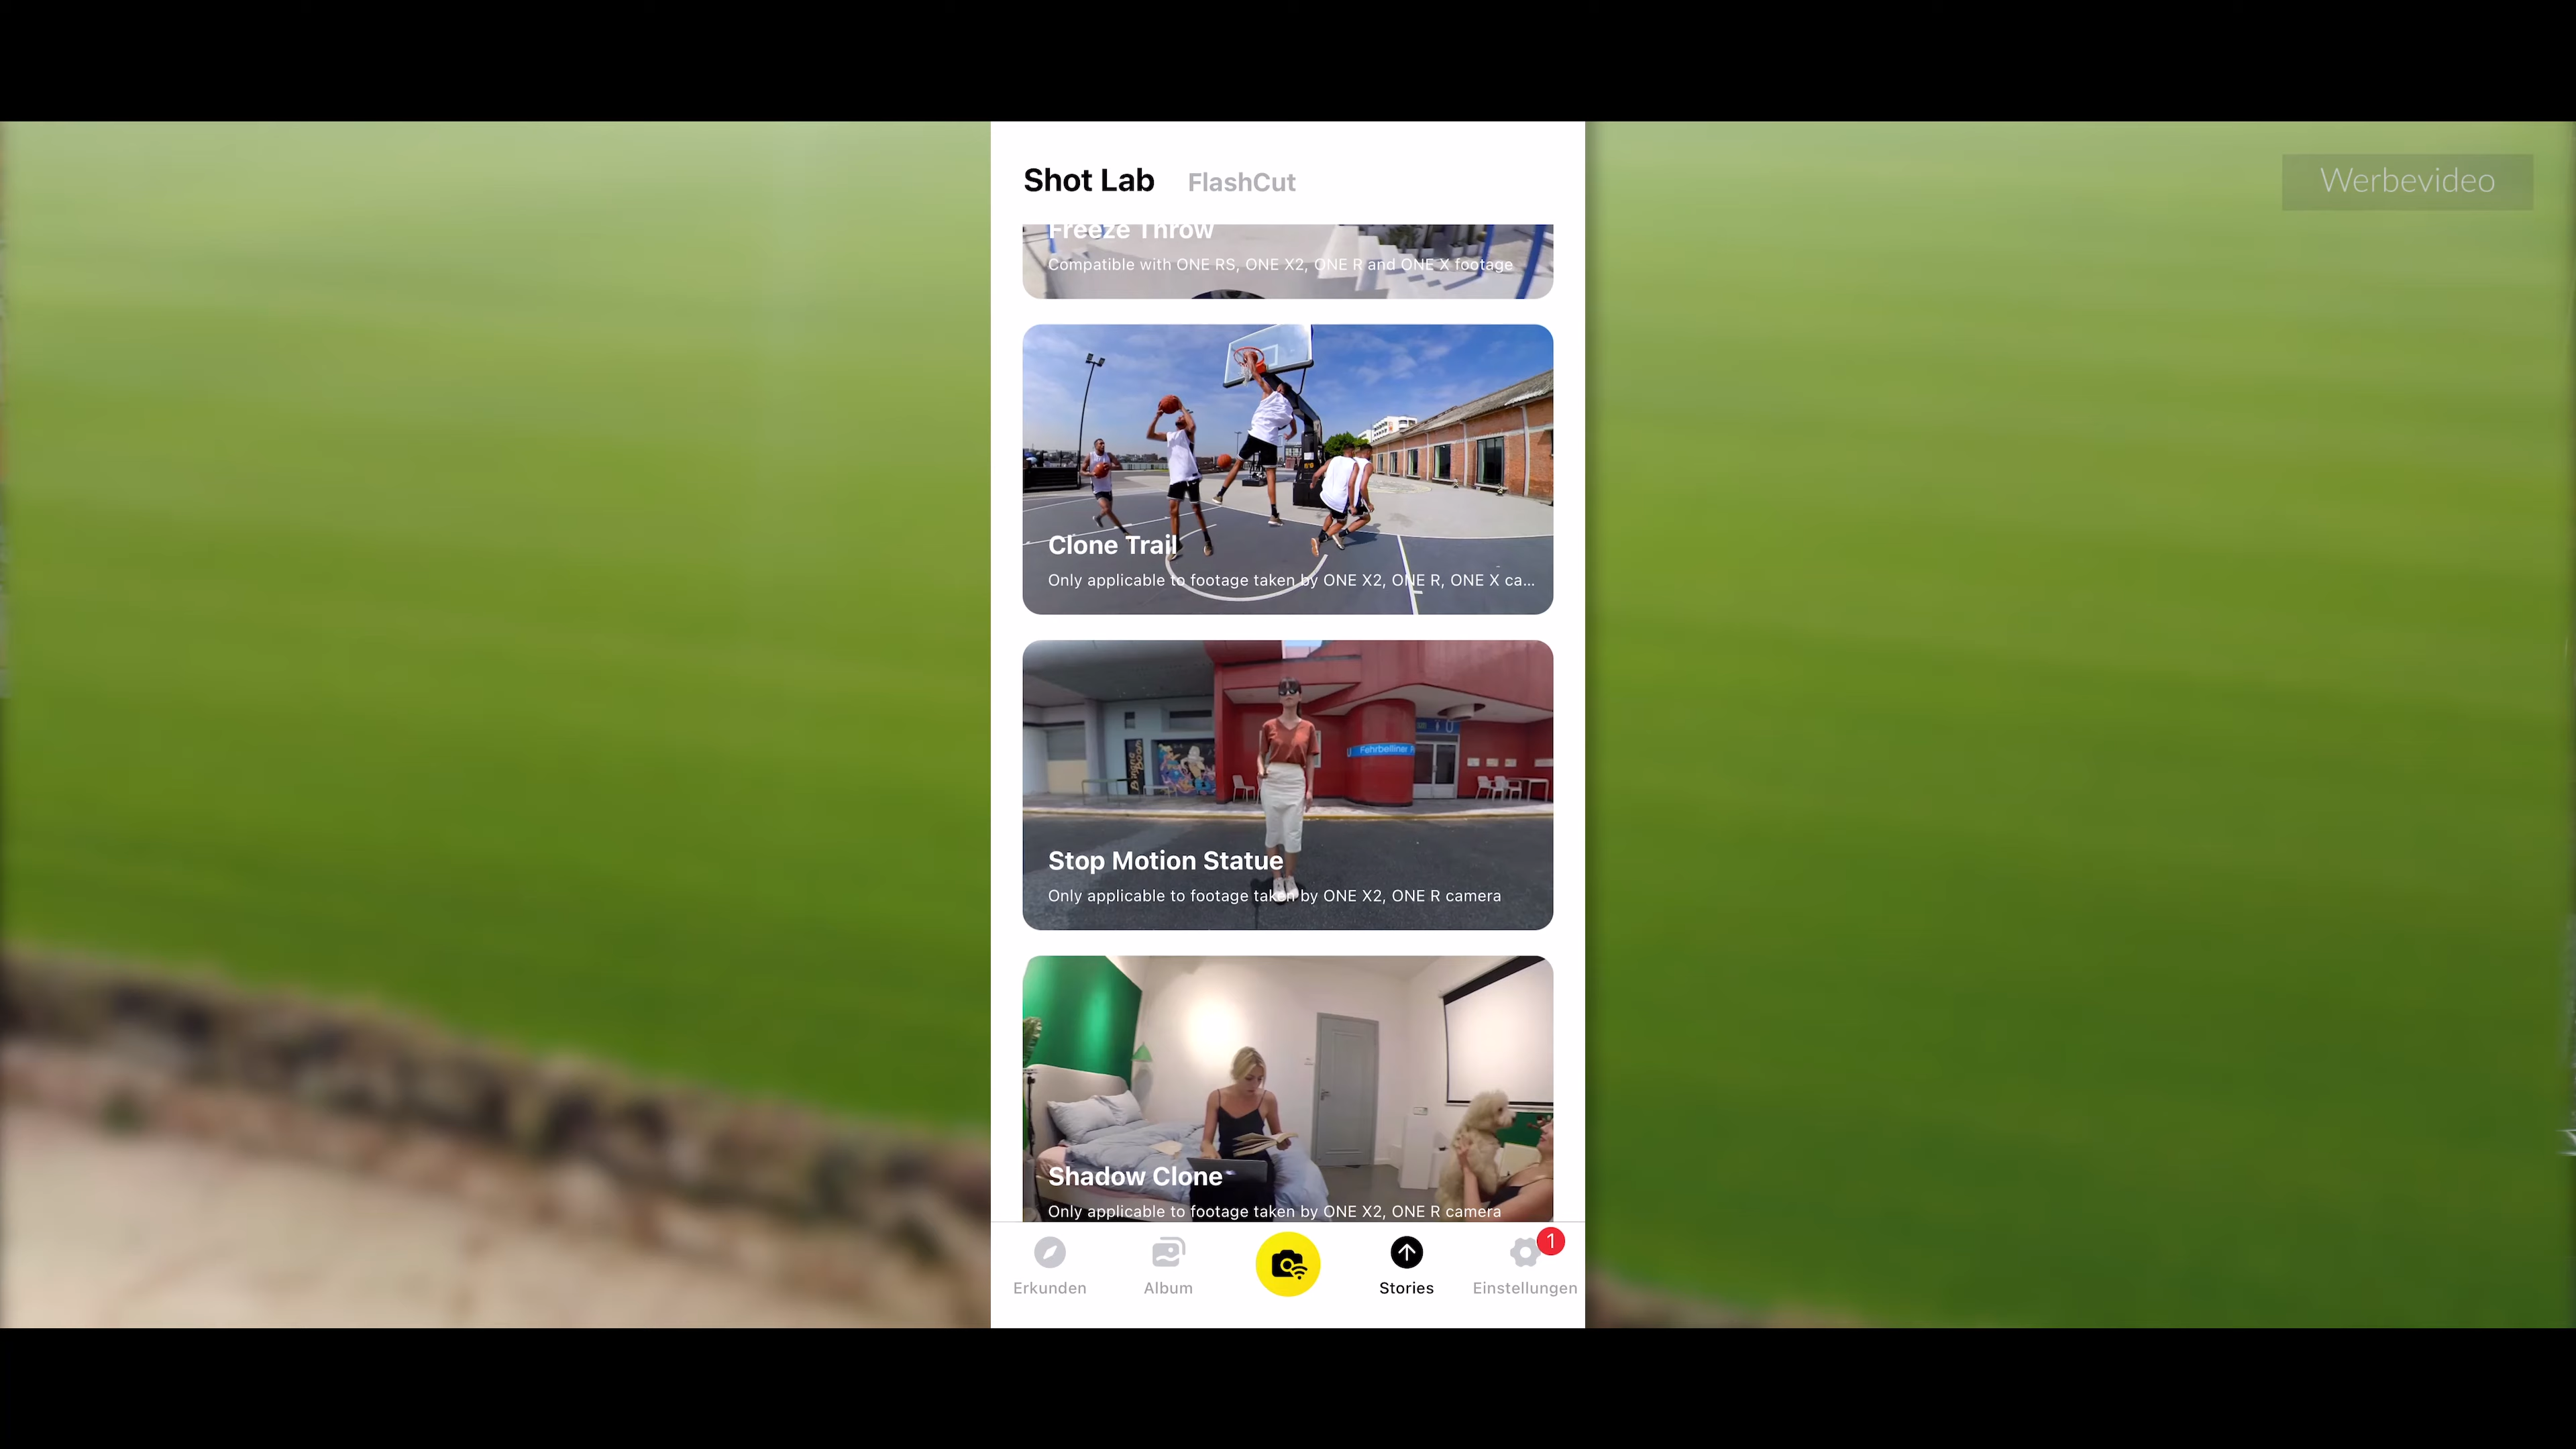 Werbevideo
Shot Lab FlashCut
Freeze Throw
Compatible with ONE RS, ONE X2, ONE R and ONE X footage
Clone Trail
Only applicable to footage taken by ONE X2, ONE R, ONE X ca...
Fehrbelliner
Stop Motion Statue
Only applicable to footage taken by ONE X2, ONE R camera
Shadow Clone
Only applicable to footage taken by ONE X2, ONE R camera
1
Erkunden Album Stories Einstellungen